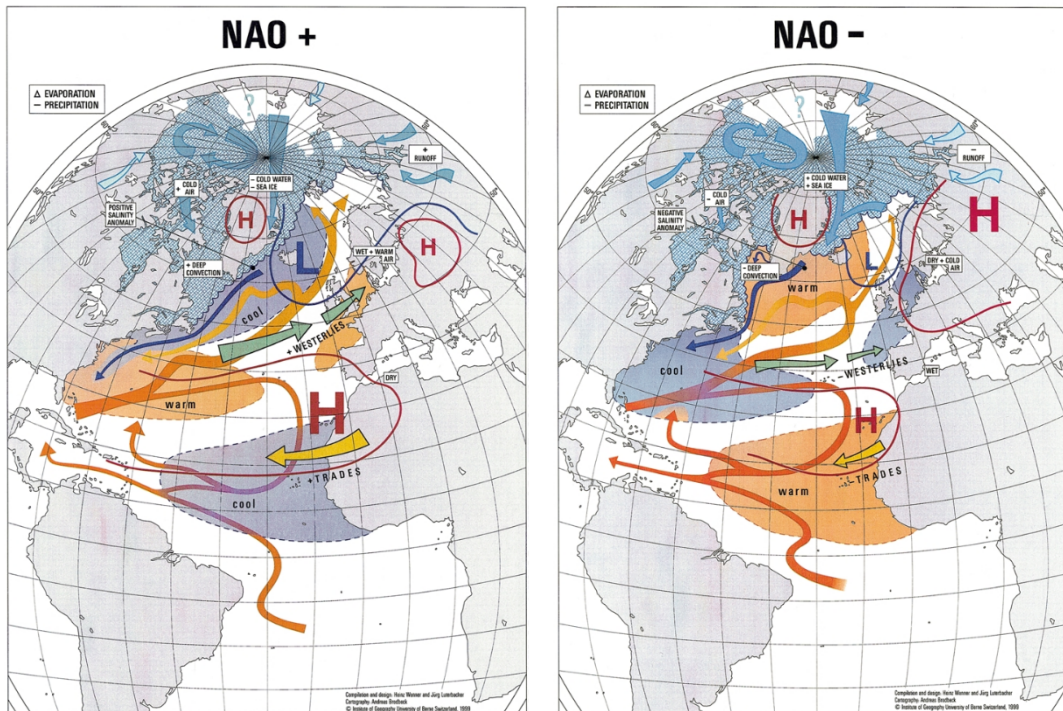 NAO +
△ EVAPORATION
— PRECIPITATION
?
+
RUNOFF
+ COLD
AIR
– COLD WATER
– SEA ICE
POSITIVE
SALINITY
ANOMALY
H
H
WET + WARM
AIR
L
+ DEEP
CONVECTION
cool
+ WESTERLIES
DRY
warm
H
+TRADES
cool
Compilation and design: Heinz Wanner and Jürg Luterbacher
Cartography: Andreas Brodbeck
© Institute of Geography University of Berne Switzerland, 1999
NAO –
△ EVAPORATION
— PRECIPITATION
?
–
RUNOFF
– COLD
AIR
+ COLD WATER
+ SEA ICE
NEGATIVE
SALINITY
ANOMALY
H
H
– DEEP
CONVECTION
L
DRY + COLD
AIR
warm
cool
– WESTERLIES
WET
H
– TRADES
warm
Compilation and design: Heinz Wanner and Jürg Luterbacher
Cartography: Andreas Brodbeck
© Institute of Geography University of Berne Switzerland, 1999